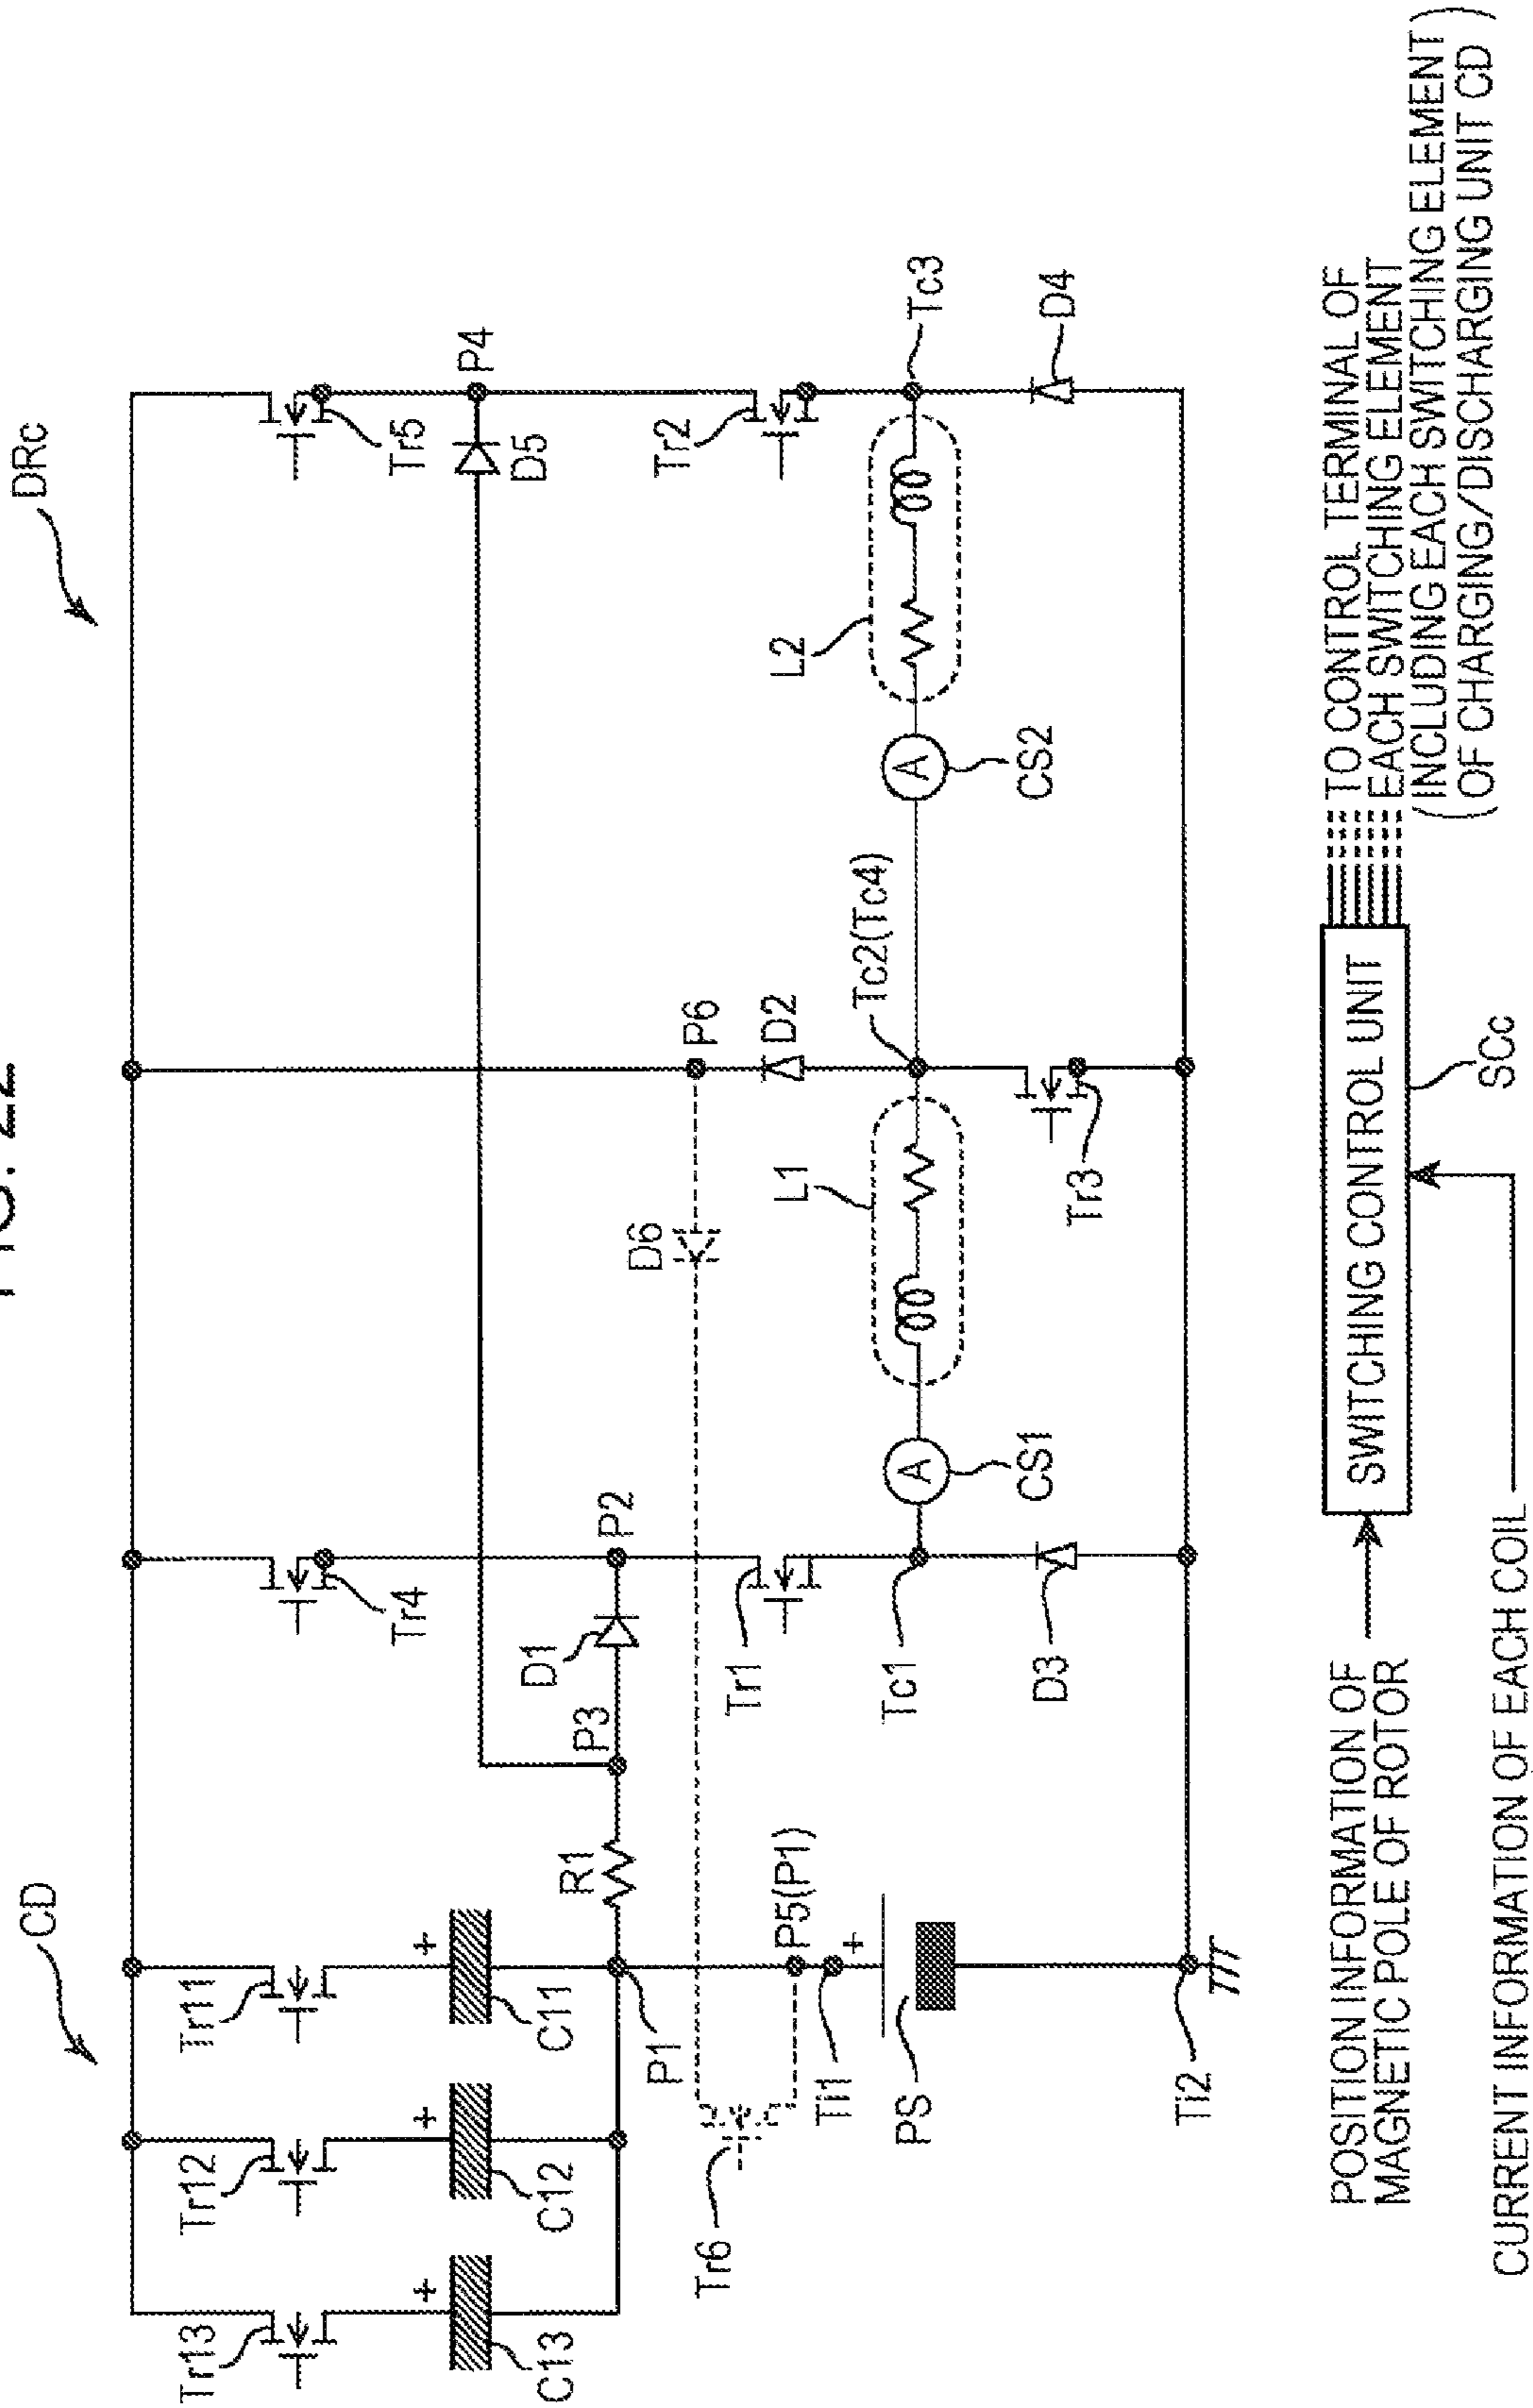 FIG. 22
CD
DRc
Tr13
Tr12
Tr11
Tr4
Tr5
P4
D5
C13
C12
C11
+
+
+
R1
P3
D1
P2
P1
Tr6
P5(P1)
Ti1
+
PS
Ti2
Tr1
Tc1
D3
CS1
A
L1
D6
P6
D2
Tc2(Tc4)
Tr3
A
CS2
L2
Tr2
Tc3
D4
POSITION INFORMATION OF
MAGNETIC POLE OF ROTOR
CURRENT INFORMATION OF EACH COIL
SWITCHING CONTROL UNIT
SCc
TO CONTROL TERMINAL OF
EACH SWITCHING ELEMENT
(INCLUDING EACH SWITCHING ELEMENT)
(OF CHARGING/DISCHARGING UNIT CD)